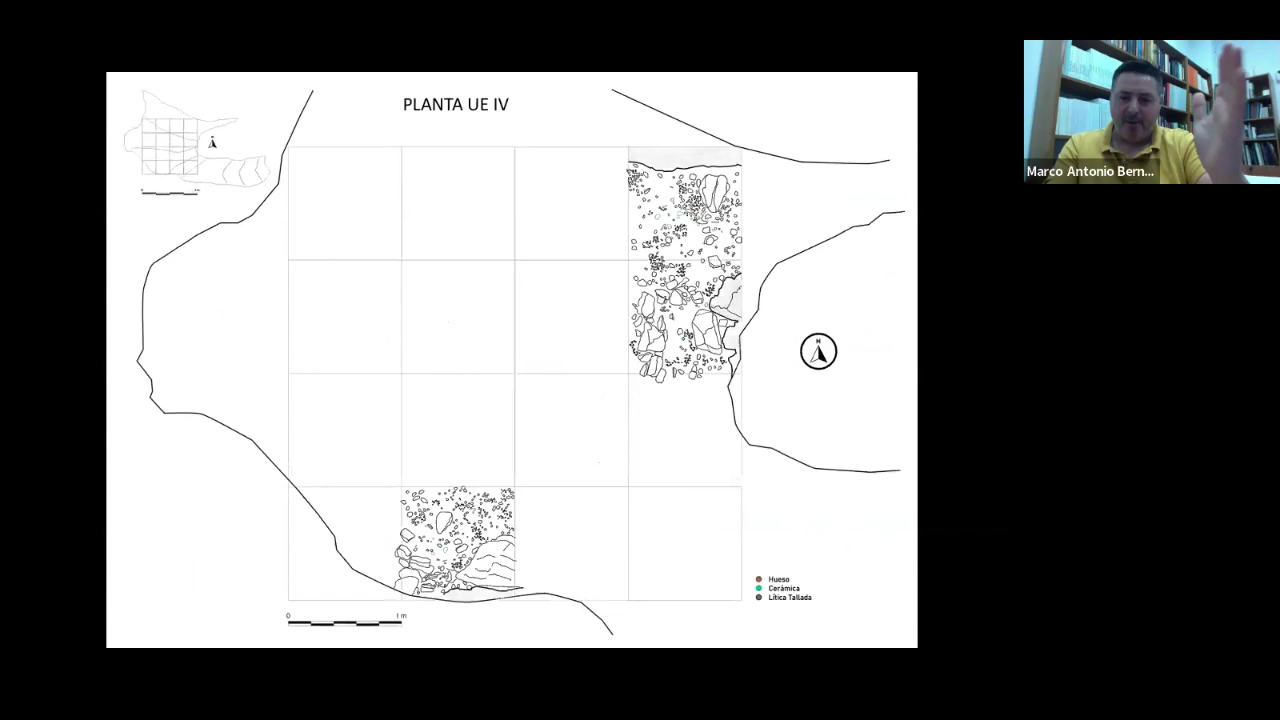 PLANTA UE IV
N
0
1 m
Hueso
Cerámica
Lítica Tallada
Marco Antonio Bern...